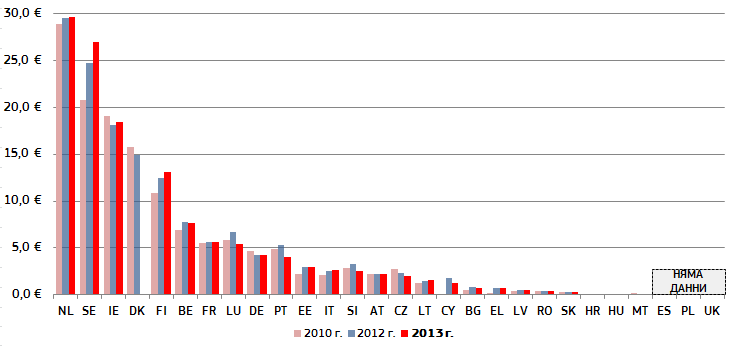 30,0 €
25,0 €
20,0 €
15,0 €
10,0 €
5,0 €
0,0 €
НЯМА
ДАННИ
NL SE IE DK FI BE FR LU DE PT EE IT SI AT CZ LT CY BG EL LV RO SK HR HU MT ES PL UK
2010 г. 2012 г. 2013 г.